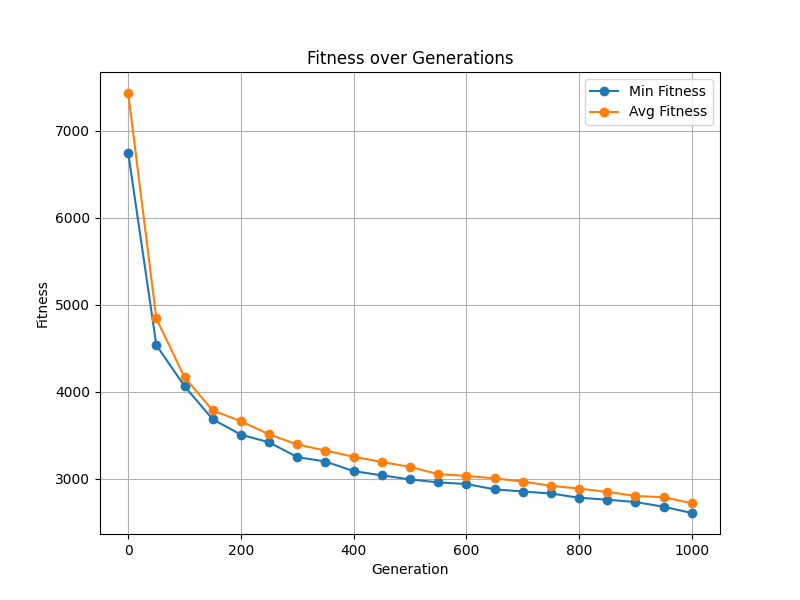 Fitness over Generations
Min Fitness
Avg Fitness
7000
6000
5000
4000
3000
Fitness
0 200 400 600 800 1000
Generation